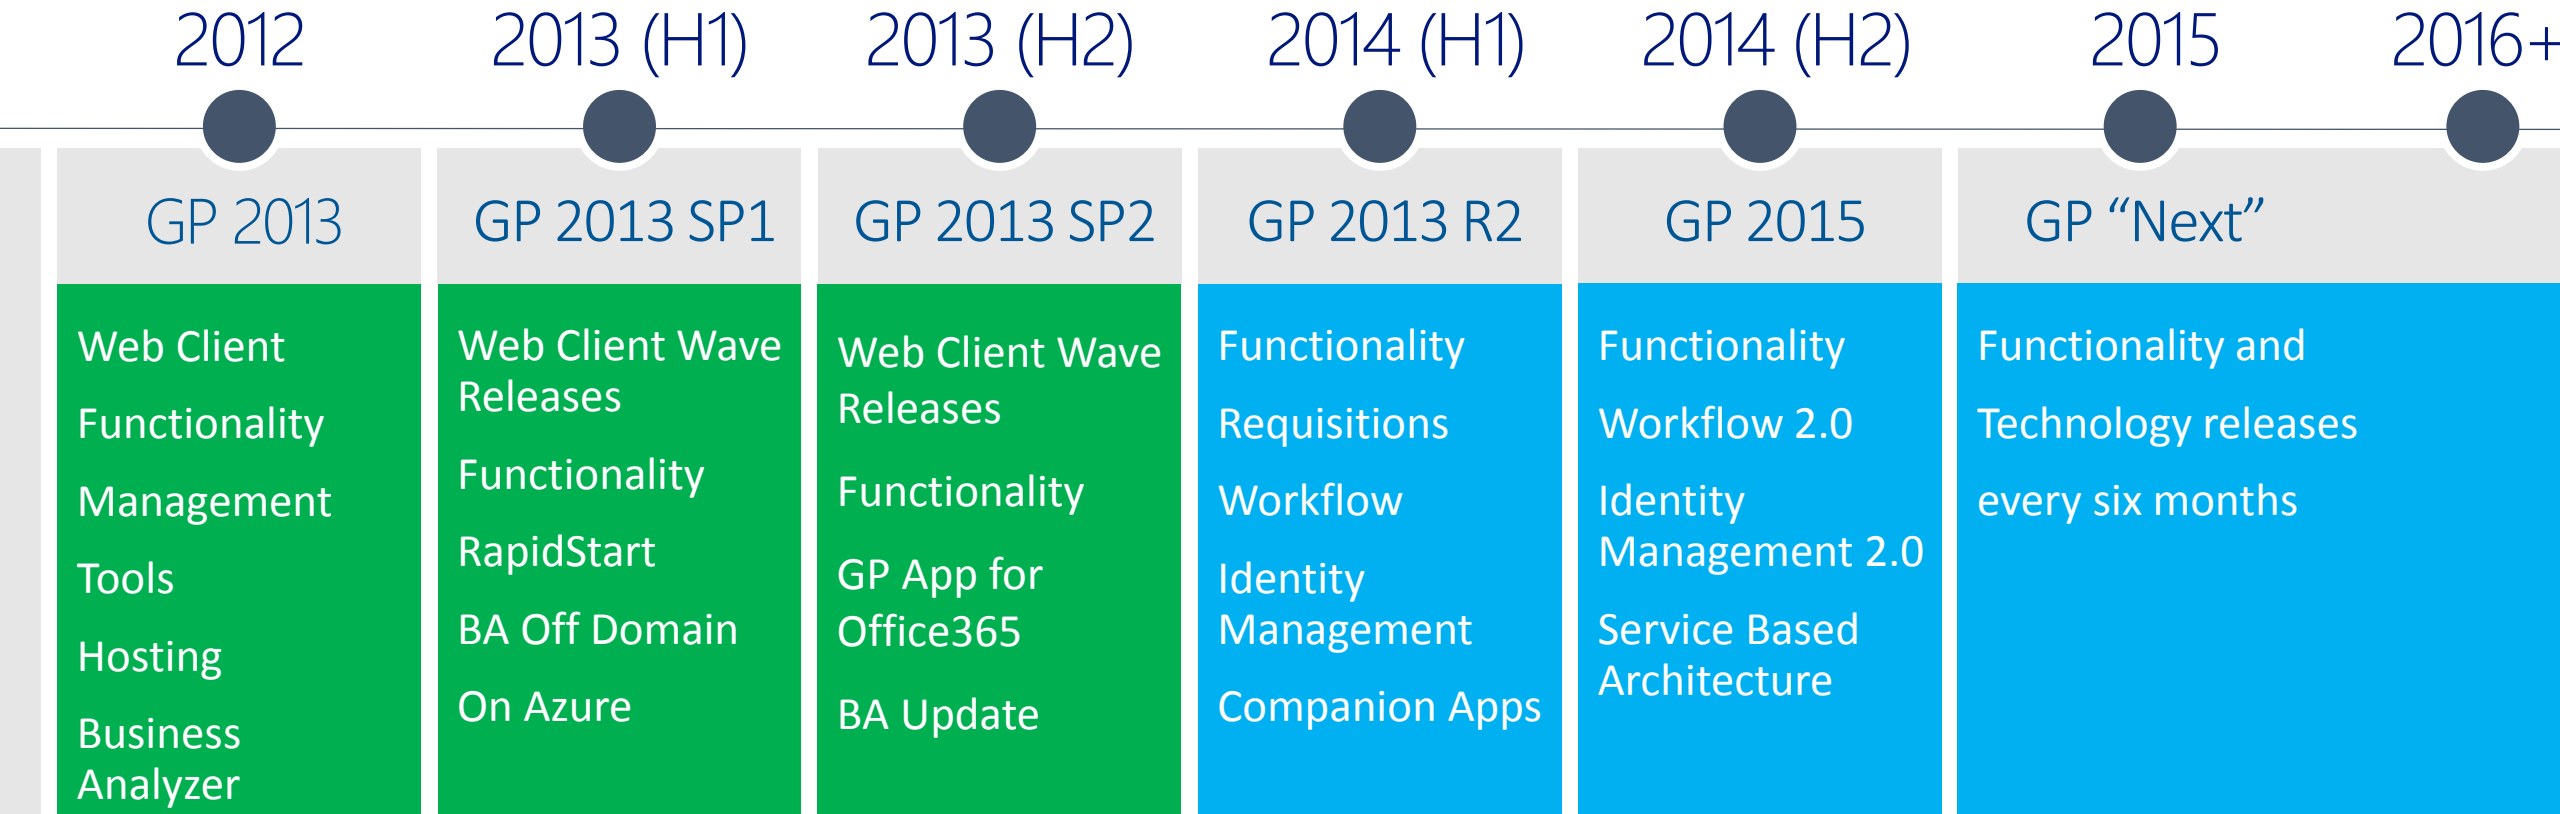 2012
2013 (H1)
2013 (H2)
2014 (H1)
2014 (H2)
2015
2016+
GP 2013
Web Client
Functionality
Management
Tools
Hosting
Business
Analyzer
GP 2013 SP1
Web Client Wave
Releases
Functionality
RapidStart
BA Off Domain
On Azure
GP 2013 SP2
Web Client Wave
Releases
Functionality
GP App for
Office365
BA Update
GP 2013 R2
Functionality
Requisitions
Workflow
Identity
Management
Companion Apps
GP 2015
Functionality
Workflow 2.0
Identity
Management 2.0
Service Based
Architecture
GP “Next”
Functionality and
Technology releases
every six months